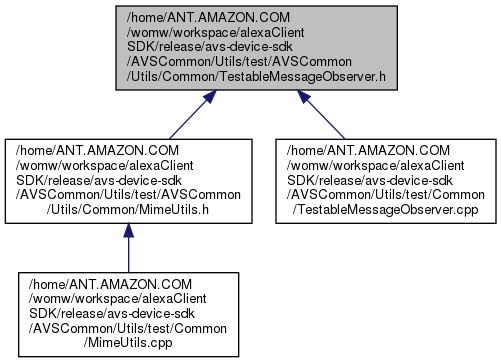 /home/ANT.AMAZON.COM
/womw/workspace/alexaClient
SDK/release/avs-device-sdk
/AVSCommon/Utils/test/AVSCommon
/Utils/Common/TestableMessageObserver.h
/home/ANT.AMAZON.COM
/womw/workspace/alexaClient
SDK/release/avs-device-sdk
/AVSCommon/Utils/test/AVSCommon
/Utils/Common/MimeUtils.h
/home/ANT.AMAZON.COM
/womw/workspace/alexaClient
SDK/release/avs-device-sdk
/AVSCommon/Utils/test/Common
/TestableMessageObserver.cpp
/home/ANT.AMAZON.COM
/womw/workspace/alexaClient
SDK/release/avs-device-sdk
/AVSCommon/Utils/test/Common
/MimeUtils.cpp